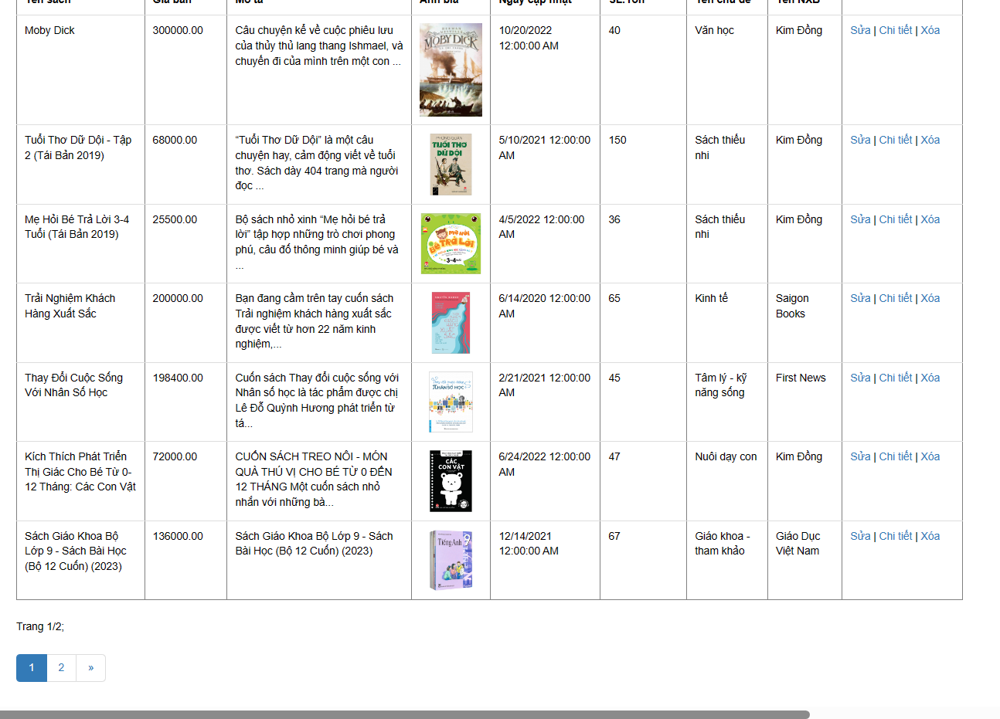 Tên sách Giá bán Mô tả Ảnh bìa Ngày cập nhật SL.Tồn Tên chủ đề Tên NXB
Moby Dick 300000.00 Câu chuyện kể về cuộc phiêu lưu 10/20/2022 40 Văn học Kim Đồng Sửa | Chi tiết | Xóa
của thủy thủ lang thang Ishmael, và 12:00:00 AM
chuyến đi của mình trên một con ...
MOBY DICK
Tuổi Thơ Dữ Dội - Tập 68000.00 “Tuổi Thơ Dữ Dội” là một câu 5/10/2021 12:00:00 150 Sách thiếu Kim Đồng Sửa | Chi tiết | Xóa
2 (Tái Bản 2019) chuyện hay, cảm động viết về tuổi AM nhi
thơ. Sách dày 404 trang mà người
đọc ...
PHÙNG QUÁN
TUỔI THƠ
DỮ DỘI
Mẹ Hỏi Bé Trả Lời 3-4 25500.00 Bộ sách nhỏ xinh “Mẹ hỏi bé trả 4/5/2022 12:00:00 36 Sách thiếu Kim Đồng Sửa | Chi tiết | Xóa
Tuổi (Tái Bản 2019) lời” tập hợp những trò chơi phong AM nhi
phú, câu đố thông minh giúp bé và
...
Mẹ HỎI
Bé TRẢ LỜI
3-4 tuổi
Trải Nghiệm Khách 200000.00 Bạn đang cầm trên tay cuốn sách 6/14/2020 12:00:00 65 Kinh tế Saigon Sửa | Chi tiết | Xóa
Hàng Xuất Sắc Trải nghiệm khách hàng xuất sắc AM Books
được viết từ hơn 22 năm kinh
nghiệm,...
Thay Đổi Cuộc Sống 198400.00 Cuốn sách Thay đổi cuộc sống với 2/21/2021 12:00:00 45 Tâm lý - kỹ First News Sửa | Chi tiết | Xóa
Với Nhân Số Học Nhân số học là tác phẩm được chị AM năng sống
Lê Đỗ Quỳnh Hương phát triển từ
tá...
Thay đổi cuộc sống
NHÂN SỐ HỌC
Kích Thích Phát Triển 72000.00 CUỐN SÁCH TREO NÔI - MÓN 6/24/2022 12:00:00 47 Nuôi dạy con Kim Đồng Sửa | Chi tiết | Xóa
Thị Giác Cho Bé Từ 0- QUÀ THÚ VỊ CHO BÉ TỪ 0 ĐẾN AM
12 Tháng: Các Con Vật 12 THÁNG Một cuốn sách nhỏ
nhắn với những bà...
CÁC
CON VẬT
Sách Giáo Khoa Bộ 136000.00 Sách Giáo Khoa Bộ Lớp 9 - Sách 12/14/2021 67 Giáo khoa - Giáo Dục Sửa | Chi tiết | Xóa
Lớp 9 - Sách Bài Học Bài Học (Bộ 12 Cuốn) (2023) 12:00:00 AM tham khảo Việt Nam
(Bộ 12 Cuốn) (2023)
Tiếng Anh 9
Trang 1/2;
1 2 »